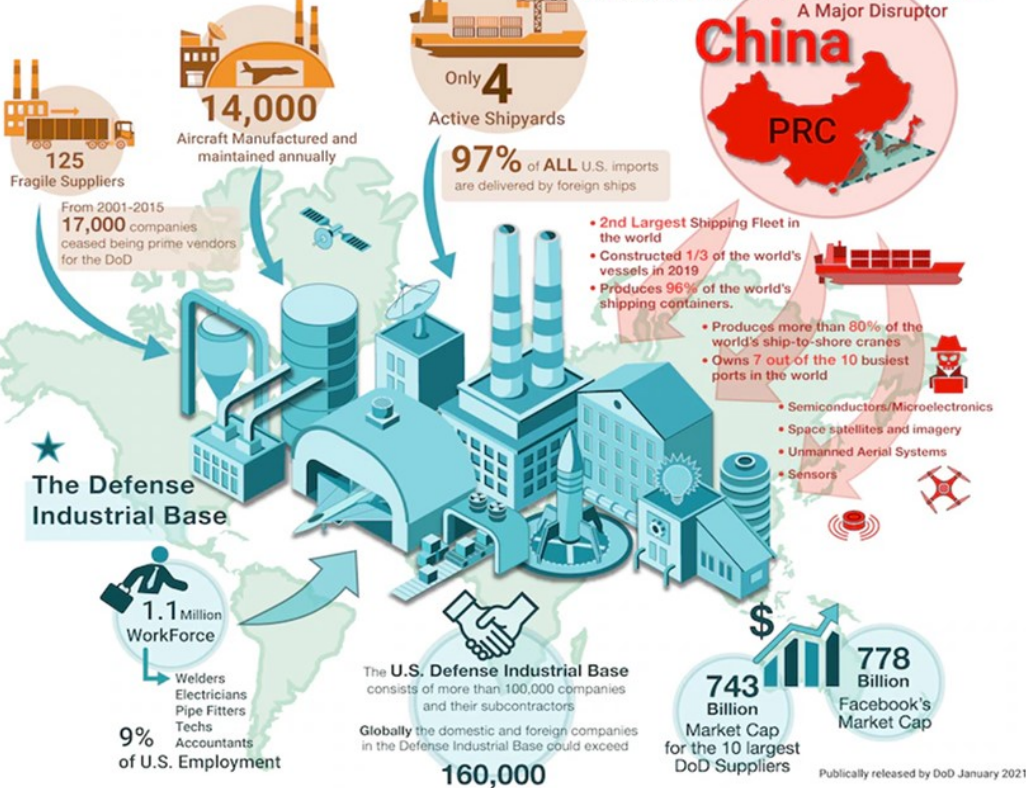 125
Fragile Suppliers
From 2001-2015
17,000 companies
ceased being prime vendors
for the DoD
14,000
Aircraft Manufactured and
maintained annually
Only 4
Active Shipyards
97% of ALL U.S. imports
are delivered by foreign ships
A Major Disruptor
China
PRC
• 2nd Largest Shipping Fleet in
the world
• Constructed 1/3 of the world's
vessels in 2019
• Produces 96% of the world's
shipping containers.
• Produces more than 80% of the
world's ship-to-shore cranes
• Owns 7 out of the 10 busiest
ports in the world
• Semiconductors/Microelectronics
• Space satellites and imagery
• Unmanned Aerial Systems
• Sensors
The Defense
Industrial Base
1.1 Million
WorkForce
Welders
Electricians
Pipe Fitters
Techs
Accountants
9%
of U.S. Employment
The U.S. Defense Industrial Base
consists of more than 100,000 companies
and their subcontractors
Globally the domestic and foreign companies
in the Defense Industrial Base could exceed
160,000
$
743
Billion
Market Cap
for the 10 largest
DoD Suppliers
778
Billion
Facebook's
Market Cap
Publically released by DoD January 2021